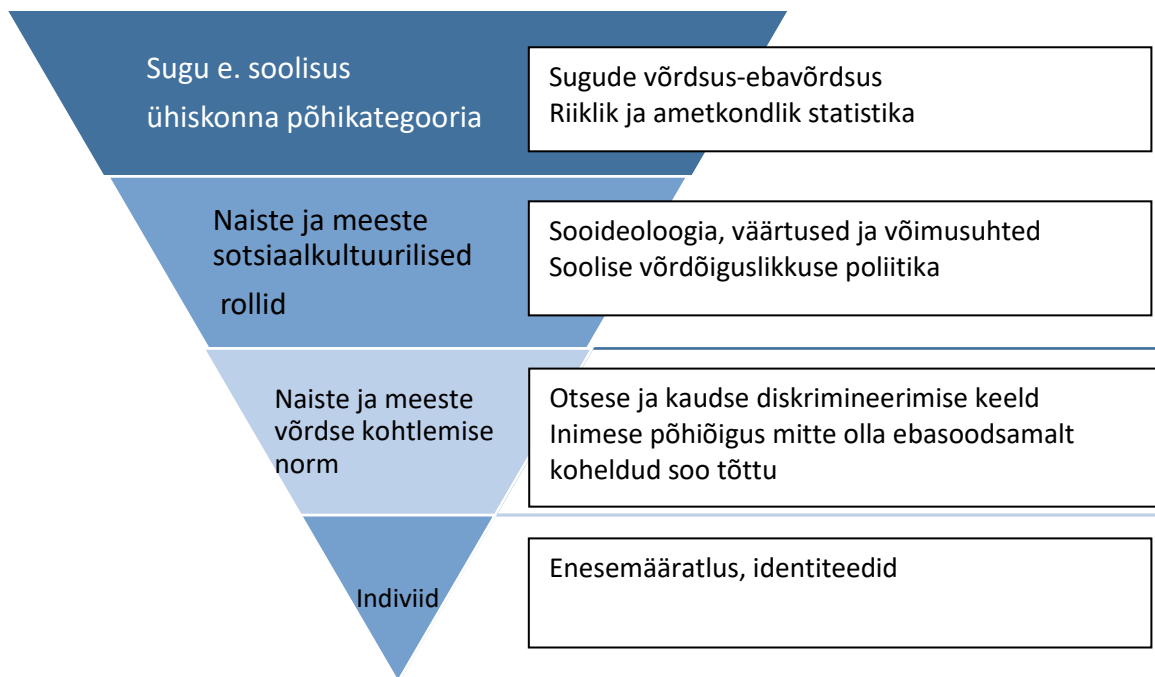 Sugu e. soolisus
ühiskonna põhikategooria
Sugude võrdsus-ebavõrdsus
Riiklik ja ametkondlik statistika
Naiste ja meeste
sotsiaalkultuurilised
rollid
Sooideoloogia, väärtused ja võimusuhted
Soolise võrdõiguslikkuse poliitika
Naiste ja meeste
võrdse kohtlemise
norm
Otsese ja kaudse diskrimineerimise keeld
Inimese põhiõigus mitte olla ebasoodsamalt
koheldud soo tõttu
Indiviid
Enesemääratlus, identiteedid